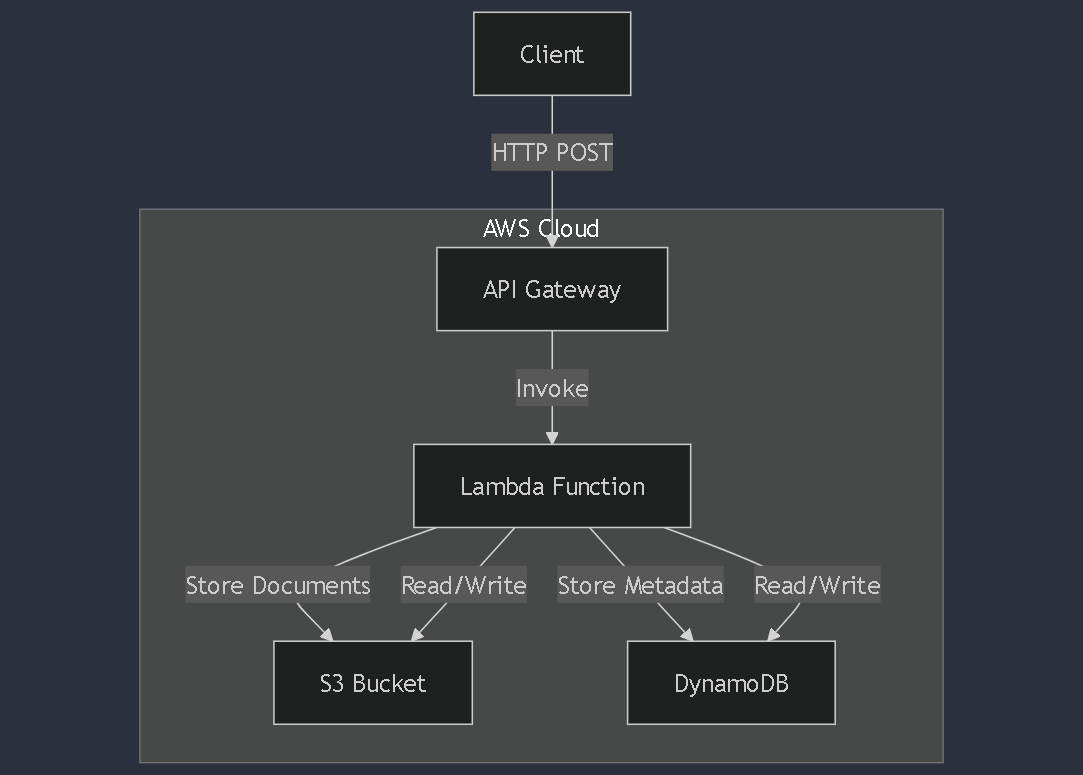 Client
HTTP POST
AWS Cloud
API Gateway
Invoke
Lambda Function
Store Documents
Read/Write
Store Metadata
Read/Write
S3 Bucket
DynamoDB